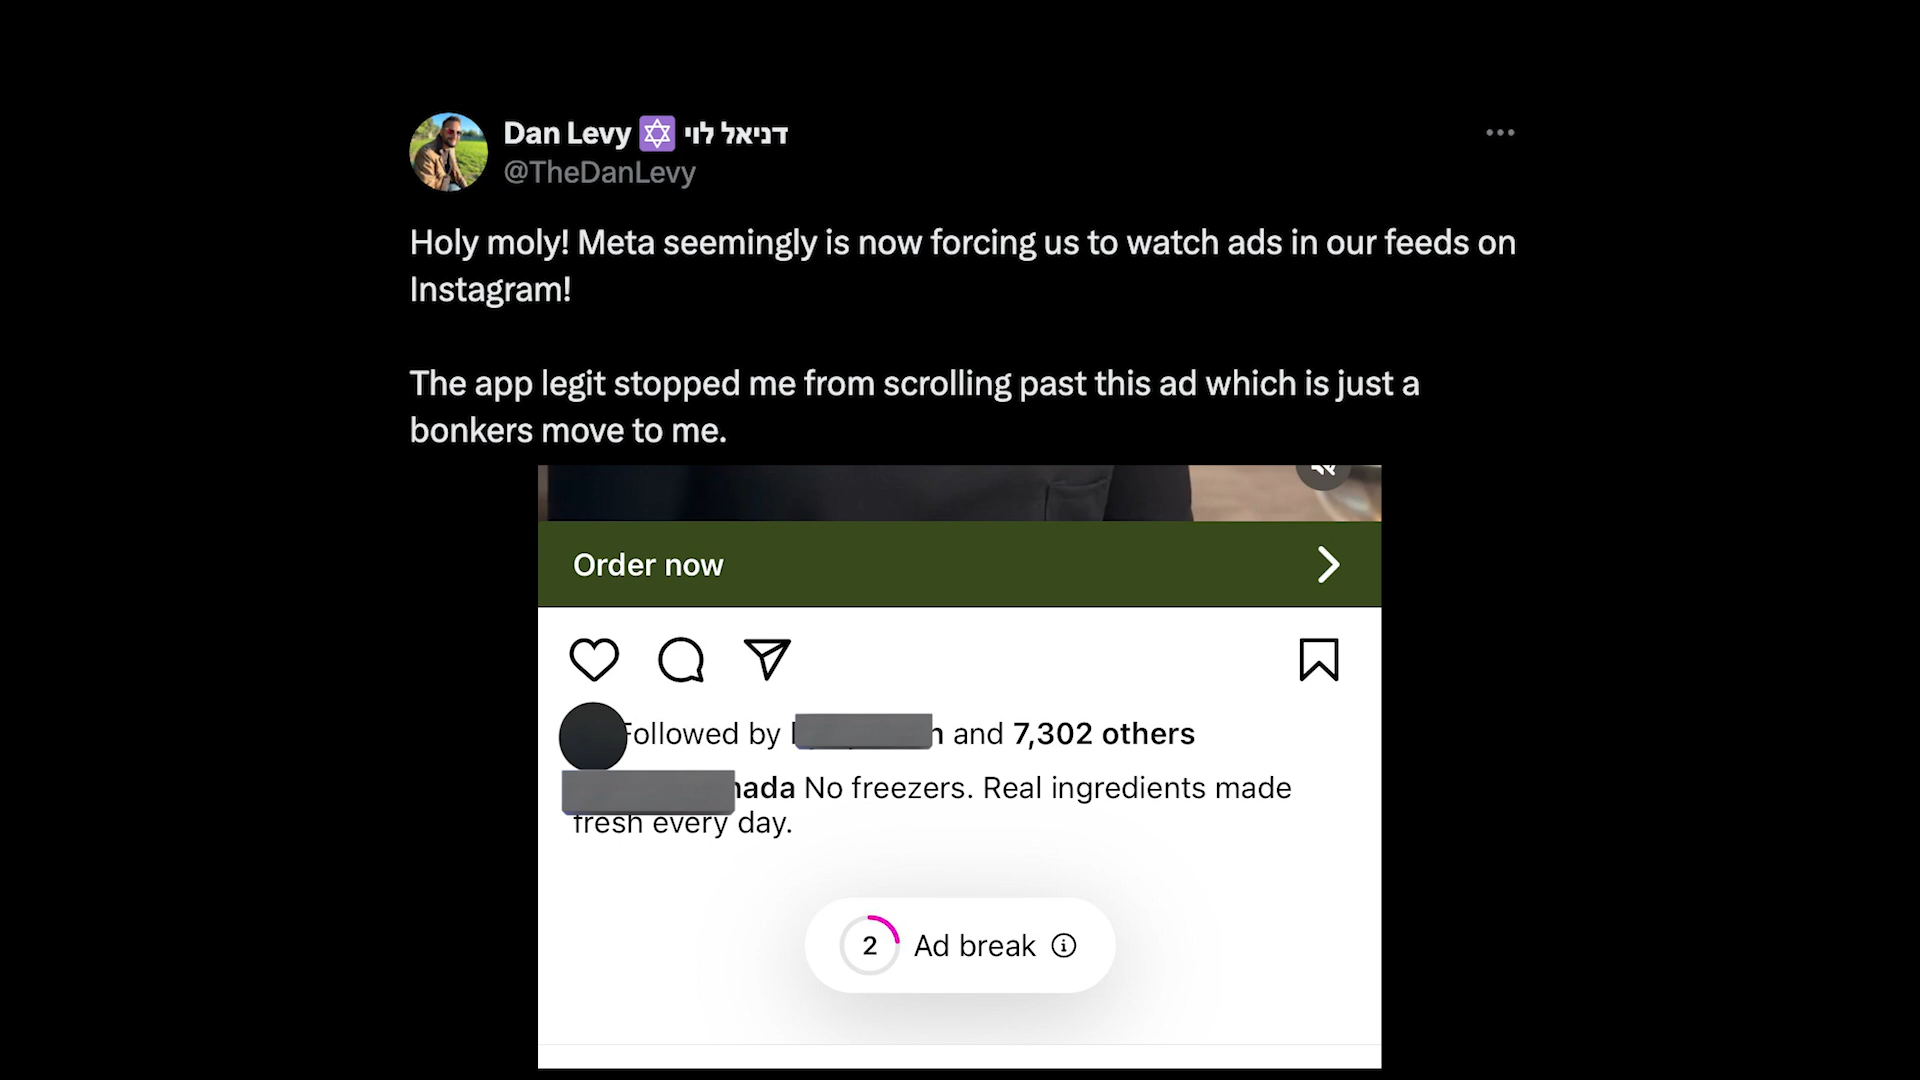 Dan Levy ✡ דניאל לוי
@TheDanLevy
Holy moly! Meta seemingly is now forcing us to watch ads in our feeds on
Instagram!
The app legit stopped me from scrolling past this ad which is just a
bonkers move to me.
Order now
Followed by and 7,302 others
No freezers. Real ingredients made
fresh every day.
2 Ad break